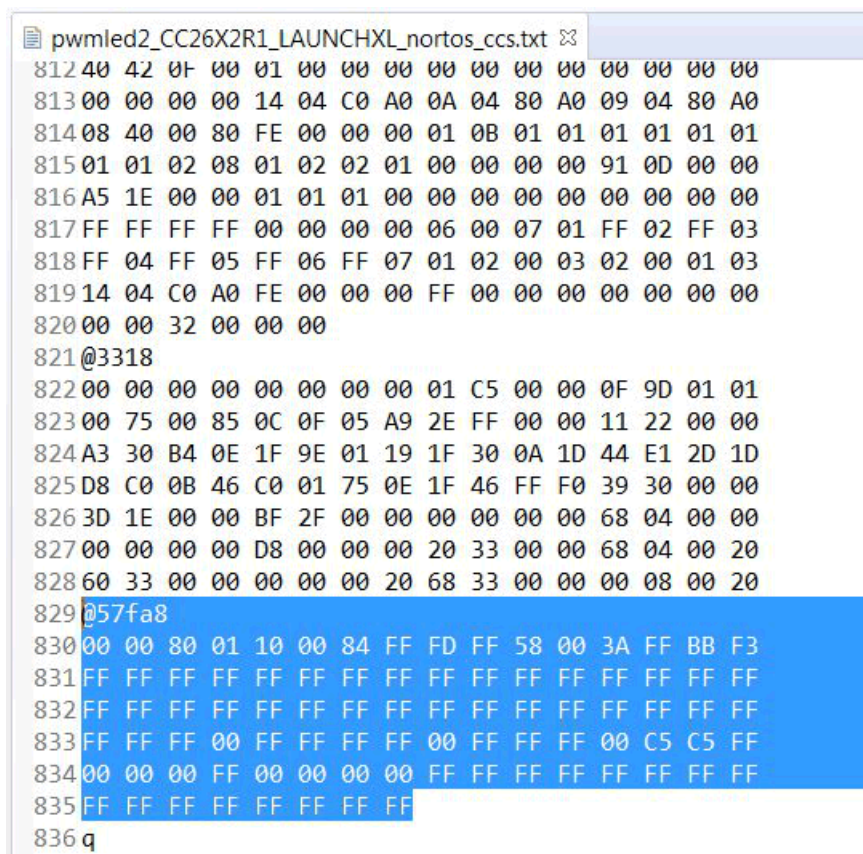 pwmled2_CC26X2R1_LAUNCHXL_nortos_ccs.txt
812 40 42 0F 00 01 00 00 00 00 00 00 00 00 00 00 00
813 00 00 00 00 14 04 C0 A0 0A 04 80 A0 09 04 80 A0
814 08 40 00 80 FE 00 00 00 01 0B 01 01 01 01 01 01
815 01 01 02 08 01 02 02 01 00 00 00 00 91 0D 00 00
816 A5 1E 00 00 01 01 01 00 00 00 00 00 00 00 00 00
817 FF FF FF FF 00 00 00 00 06 00 07 01 FF 02 FF 03
818 FF 04 FF 05 FF 06 FF 07 01 02 00 03 02 00 01 03
819 14 04 C0 A0 FE 00 00 00 FF 00 00 00 00 00 00 00
820 00 00 32 00 00 00
821 @3318
822 00 00 00 00 00 00 00 00 01 C5 00 00 0F 9D 01 01
823 00 75 00 85 0C 0F 05 A9 2E FF 00 00 11 22 00 00
824 A3 30 B4 0E 1F 9E 01 19 1F 30 0A 1D 44 E1 2D 1D
825 D8 C0 0B 46 C0 01 75 0E 1F 46 FF F0 39 30 00 00
826 3D 1E 00 00 BF 2F 00 00 00 00 00 00 68 04 00 00
827 00 00 00 00 D8 00 00 00 20 33 00 00 68 04 00 20
828 60 33 00 00 00 00 00 20 68 33 00 00 00 08 00 20
829 @57fa8
830 00 00 80 01 10 00 84 FF FD FF 58 00 3A FF BB F3
831 FF FF FF FF FF FF FF FF FF FF FF FF FF FF FF FF
832 FF FF FF FF FF FF FF FF FF FF FF FF FF FF FF FF
833 FF FF FF 00 FF FF FF FF 00 FF FF FF 00 C5 C5 FF
834 00 00 00 FF 00 00 00 00 FF FF FF FF FF FF FF FF
835 FF FF FF FF FF FF FF FF
836 q